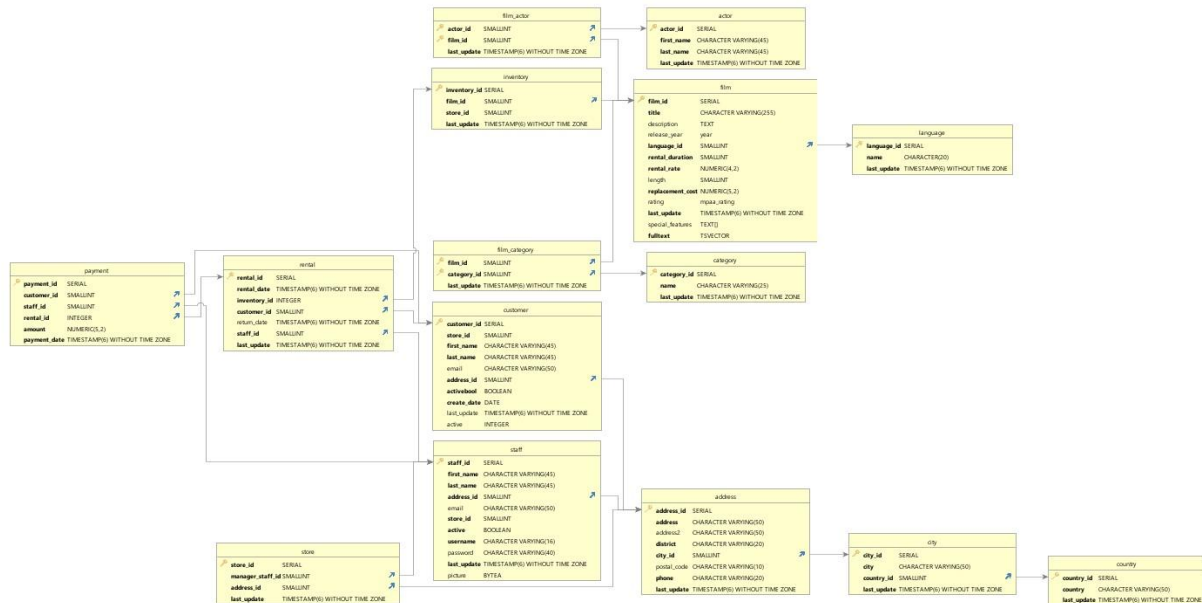 film_actor
actor_id SMALLINT
film_id SMALLINT
last_update TIMESTAMP(6) WITHOUT TIME ZONE
actor
actor_id SERIAL
first_name CHARACTER VARYING(45)
last_name CHARACTER VARYING(45)
last_update TIMESTAMP(6) WITHOUT TIME ZONE
inventory
inventory_id SERIAL
film_id SMALLINT
store_id SMALLINT
last_update TIMESTAMP(6) WITHOUT TIME ZONE
film
film_id SERIAL
title CHARACTER VARYING(255)
description TEXT
release_year year
language_id SMALLINT
rental_duration SMALLINT
rental_rate NUMERIC(4,2)
length SMALLINT
replacement_cost NUMERIC(5,2)
rating mpaa_rating
last_update TIMESTAMP(6) WITHOUT TIME ZONE
special_features TEXT[]
fulltext TSVECTOR
language
language_id SERIAL
name CHARACTER(20)
last_update TIMESTAMP(6) WITHOUT TIME ZONE
film_category
film_id SMALLINT
category_id SMALLINT
last_update TIMESTAMP(6) WITHOUT TIME ZONE
category
category_id SERIAL
name CHARACTER VARYING(25)
last_update TIMESTAMP(6) WITHOUT TIME ZONE
payment
payment_id SERIAL
customer_id SMALLINT
staff_id SMALLINT
rental_id INTEGER
amount NUMERIC(5,2)
payment_date TIMESTAMP(6) WITHOUT TIME ZONE
rental
rental_id SERIAL
rental_date TIMESTAMP(6) WITHOUT TIME ZONE
inventory_id INTEGER
customer_id SMALLINT
return_date TIMESTAMP(6) WITHOUT TIME ZONE
staff_id SMALLINT
last_update TIMESTAMP(6) WITHOUT TIME ZONE
customer
customer_id SERIAL
store_id SMALLINT
first_name CHARACTER VARYING(45)
last_name CHARACTER VARYING(45)
email CHARACTER VARYING(50)
address_id SMALLINT
activebool BOOLEAN
create_date DATE
last_update TIMESTAMP(6) WITHOUT TIME ZONE
active INTEGER
staff
staff_id SERIAL
first_name CHARACTER VARYING(45)
last_name CHARACTER VARYING(45)
address_id SMALLINT
email CHARACTER VARYING(50)
store_id SMALLINT
active BOOLEAN
username CHARACTER VARYING(16)
password CHARACTER VARYING(40)
last_update TIMESTAMP(6) WITHOUT TIME ZONE
picture BYTEA
store
store_id SERIAL
manager_staff_id SMALLINT
address_id SMALLINT
last_update TIMESTAMP(6) WITHOUT TIME ZONE
address
address_id SERIAL
address CHARACTER VARYING(50)
address2 CHARACTER VARYING(50)
district CHARACTER VARYING(20)
city_id SMALLINT
postal_code CHARACTER VARYING(10)
phone CHARACTER VARYING(20)
last_update TIMESTAMP(6) WITHOUT TIME ZONE
city
city_id SERIAL
city CHARACTER VARYING(50)
country_id SMALLINT
last_update TIMESTAMP(6) WITHOUT TIME ZONE
country
country_id SERIAL
country CHARACTER VARYING(50)
last_update TIMESTAMP(6) WITHOUT TIME ZONE